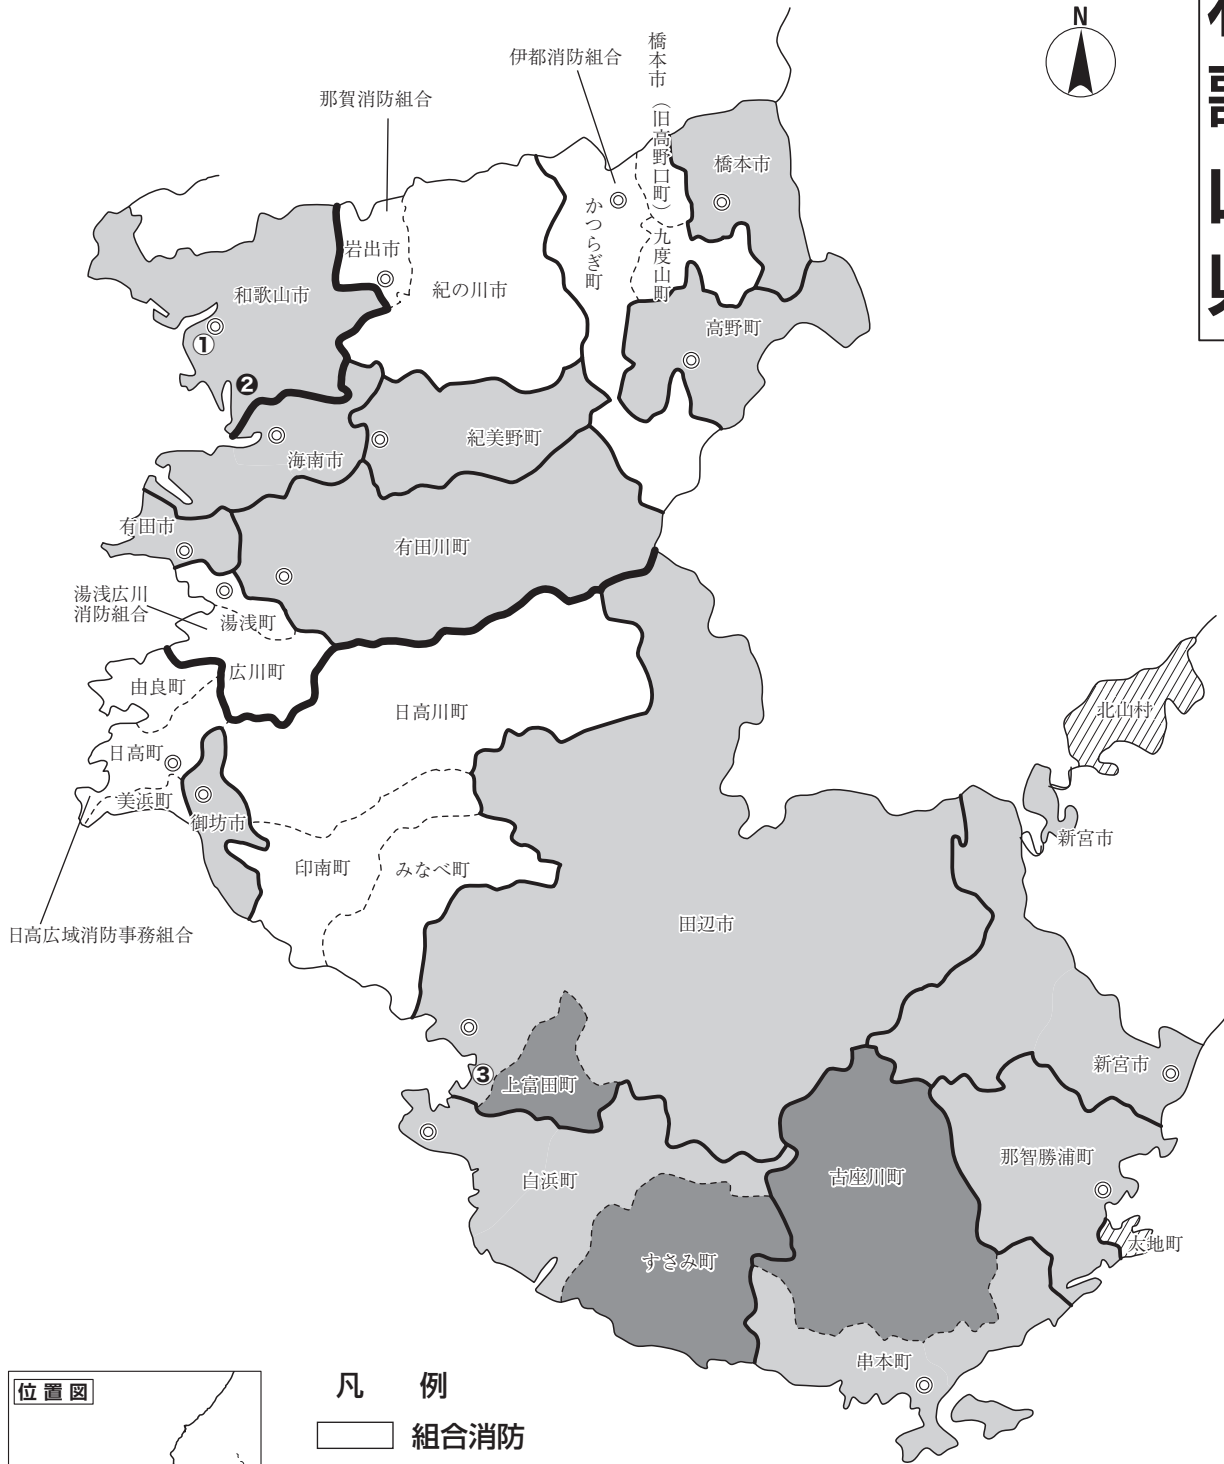 N
伊都消防組合
橋本市（旧高野口町）
那賀消防組合
橋本市
かつらぎ町
九度山町
岩出市
紀の川市
和歌山市
高野町
①
❷
紀美野町
海南市
有田市
有田川町
湯浅広川
消防組合
湯浅町
広川町
由良町
日高川町
北山村
日高町
美浜町
御坊市
新宮市
印南町
みなべ町
田辺市
日高広域消防事務組合
新宮市
③
上富田町
那智勝浦町
白浜町
古座川町
太地町
すさみ町
串本町
位置図
凡例
組合消防